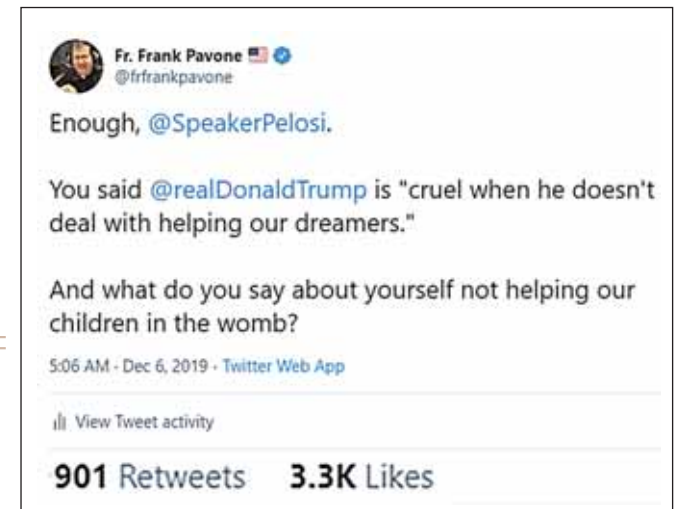 Fr. Frank Pavone 🇺🇸
@frfrankpavone
Enough, @SpeakerPelosi.
You said @realDonaldTrump is "cruel when he doesn't
deal with helping our dreamers."
And what do you say about yourself not helping our
children in the womb?
5:06 AM - Dec 6, 2019 - Twitter Web App
View Tweet activity
901 Retweets 3.3K Likes